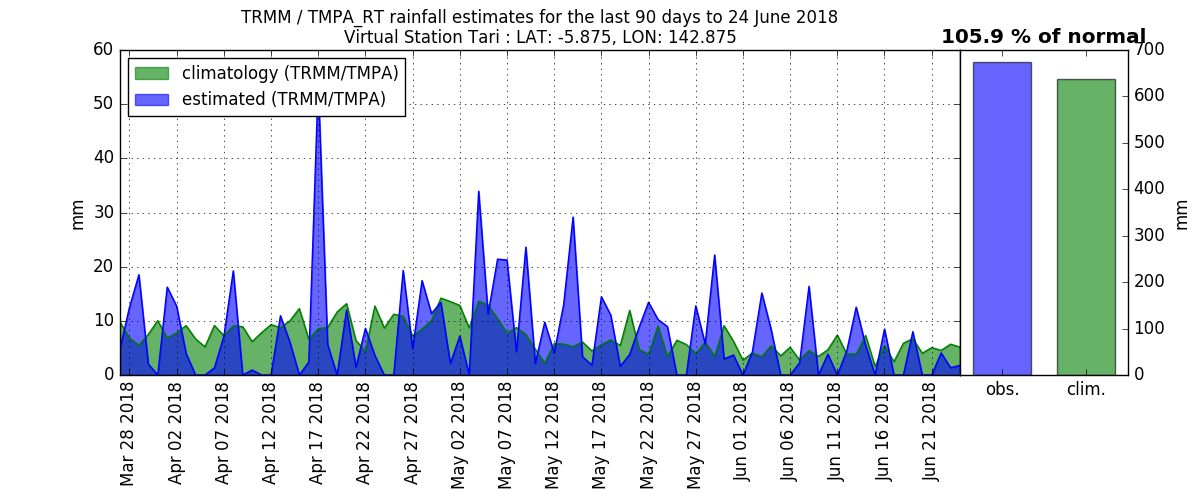 TRMM / TMPA_RT rainfall estimates for the last 90 days to 24 June 2018
Virtual Station Tari : LAT: -5.875, LON: 142.875
105.9 % of normal
climatology (TRMM/TMPA)
estimated (TRMM/TMPA)
mm
60
50
40
30
20
10
0
Mar 28 2018
Apr 02 2018
Apr 07 2018
Apr 12 2018
Apr 17 2018
Apr 22 2018
Apr 27 2018
May 02 2018
May 07 2018
May 12 2018
May 17 2018
May 22 2018
May 27 2018
Jun 01 2018
Jun 06 2018
Jun 11 2018
Jun 16 2018
Jun 21 2018
obs.
clim.
700
600
500
400
300
200
100
0
mm